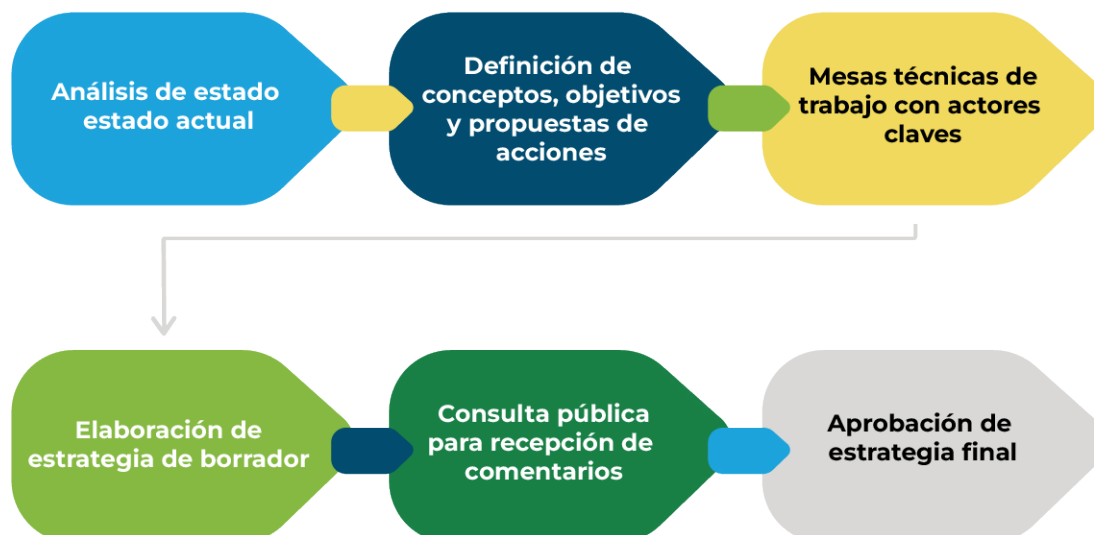 Análisis de estado
estado actual
Definición de
conceptos, objetivos
y propuestas de
acciones
Mesas técnicas de
trabajo con actores
claves
Elaboración de
estrategia de borrador
Consulta pública
para recepción de
comentarios
Aprobación de
estrategia final